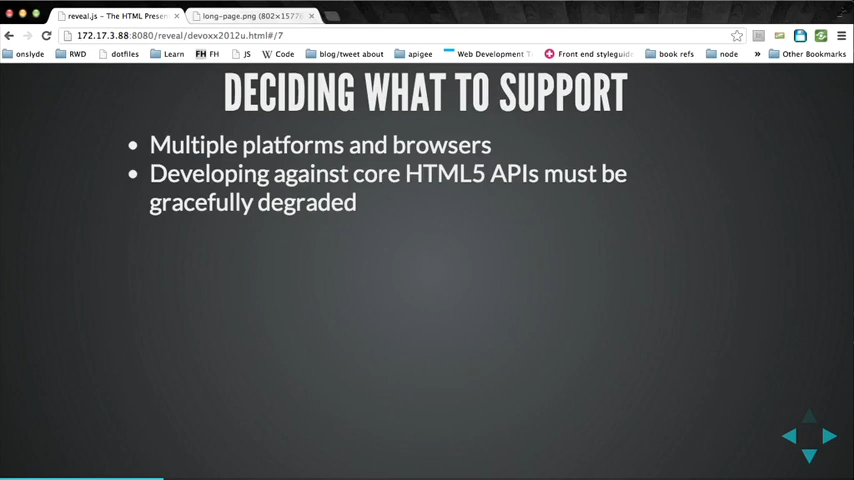 reveal.js – The HTML Presen
long-page.png (802×1577
172.17.3.88:8080/reveal/devoxx2012u.html#/7
onslyde RWD dotfiles Learn FH FH JS W Code blog/tweet about apigee Web Development T Front end styleguid book refs node » Other Bookmarks
DECIDING WHAT TO SUPPORT
• Multiple platforms and browsers
• Developing against core HTML5 APIs must be
gracefully degraded